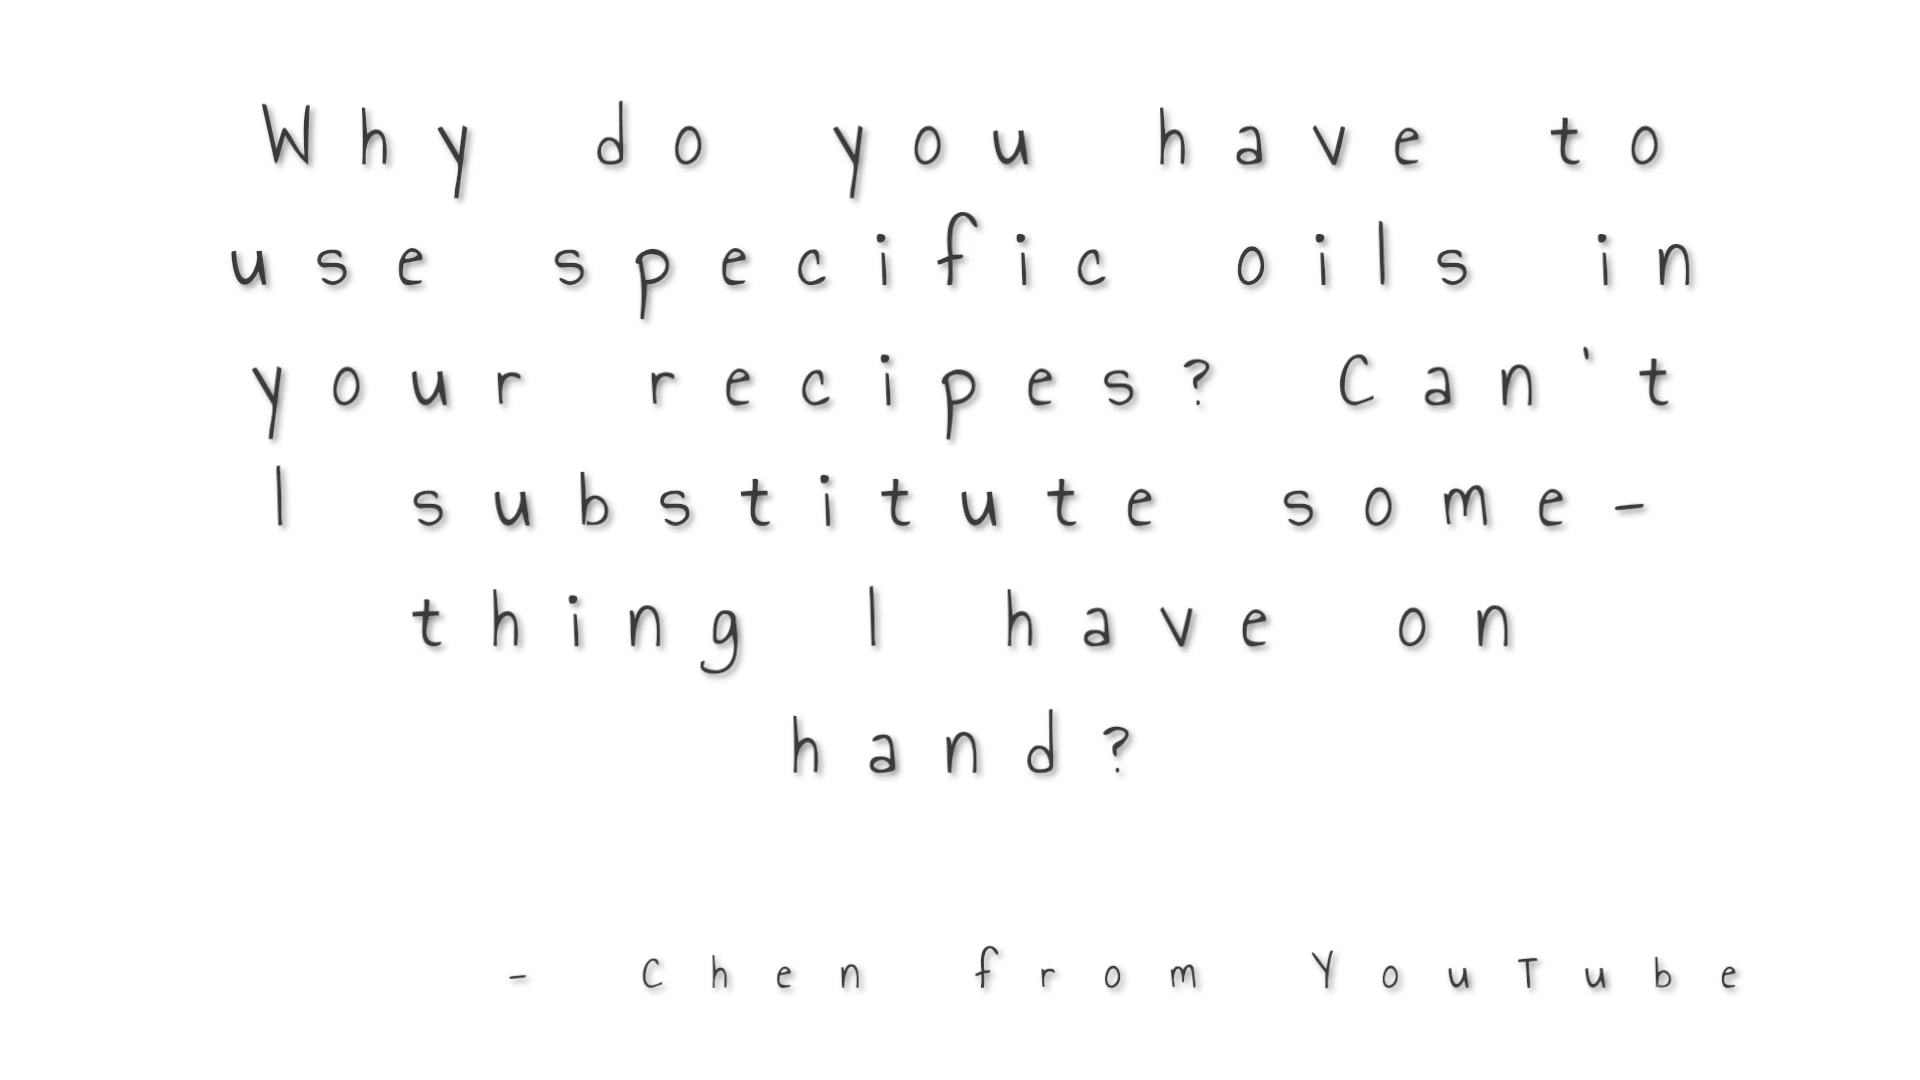 Why do you have to
use specific oils in
your recipes? Can't
I substitute some-
thing I have on
hand?
- Chen from YouTube